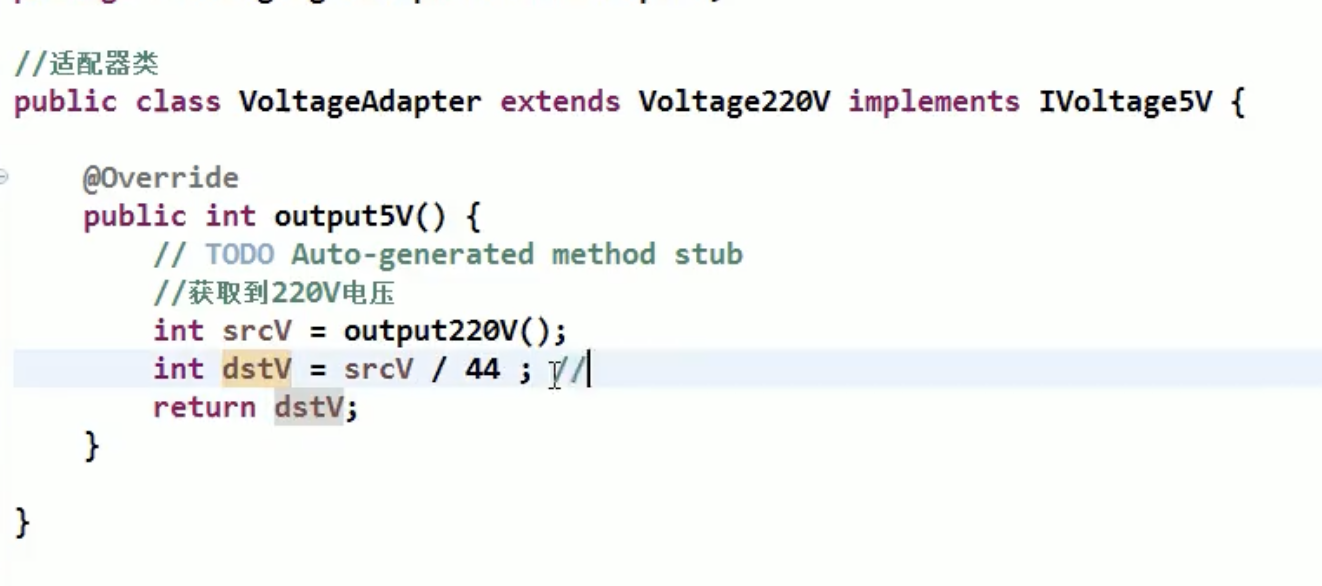 //适配器类
public class VoltageAdapter extends Voltage220V implements IVoltage5V {
@Override
public int output5V() {
// TODO Auto-generated method stub
//获取到220V电压
int srcV = output220V();
int dstV = srcV / 44 ; //
return dstV;
}
}